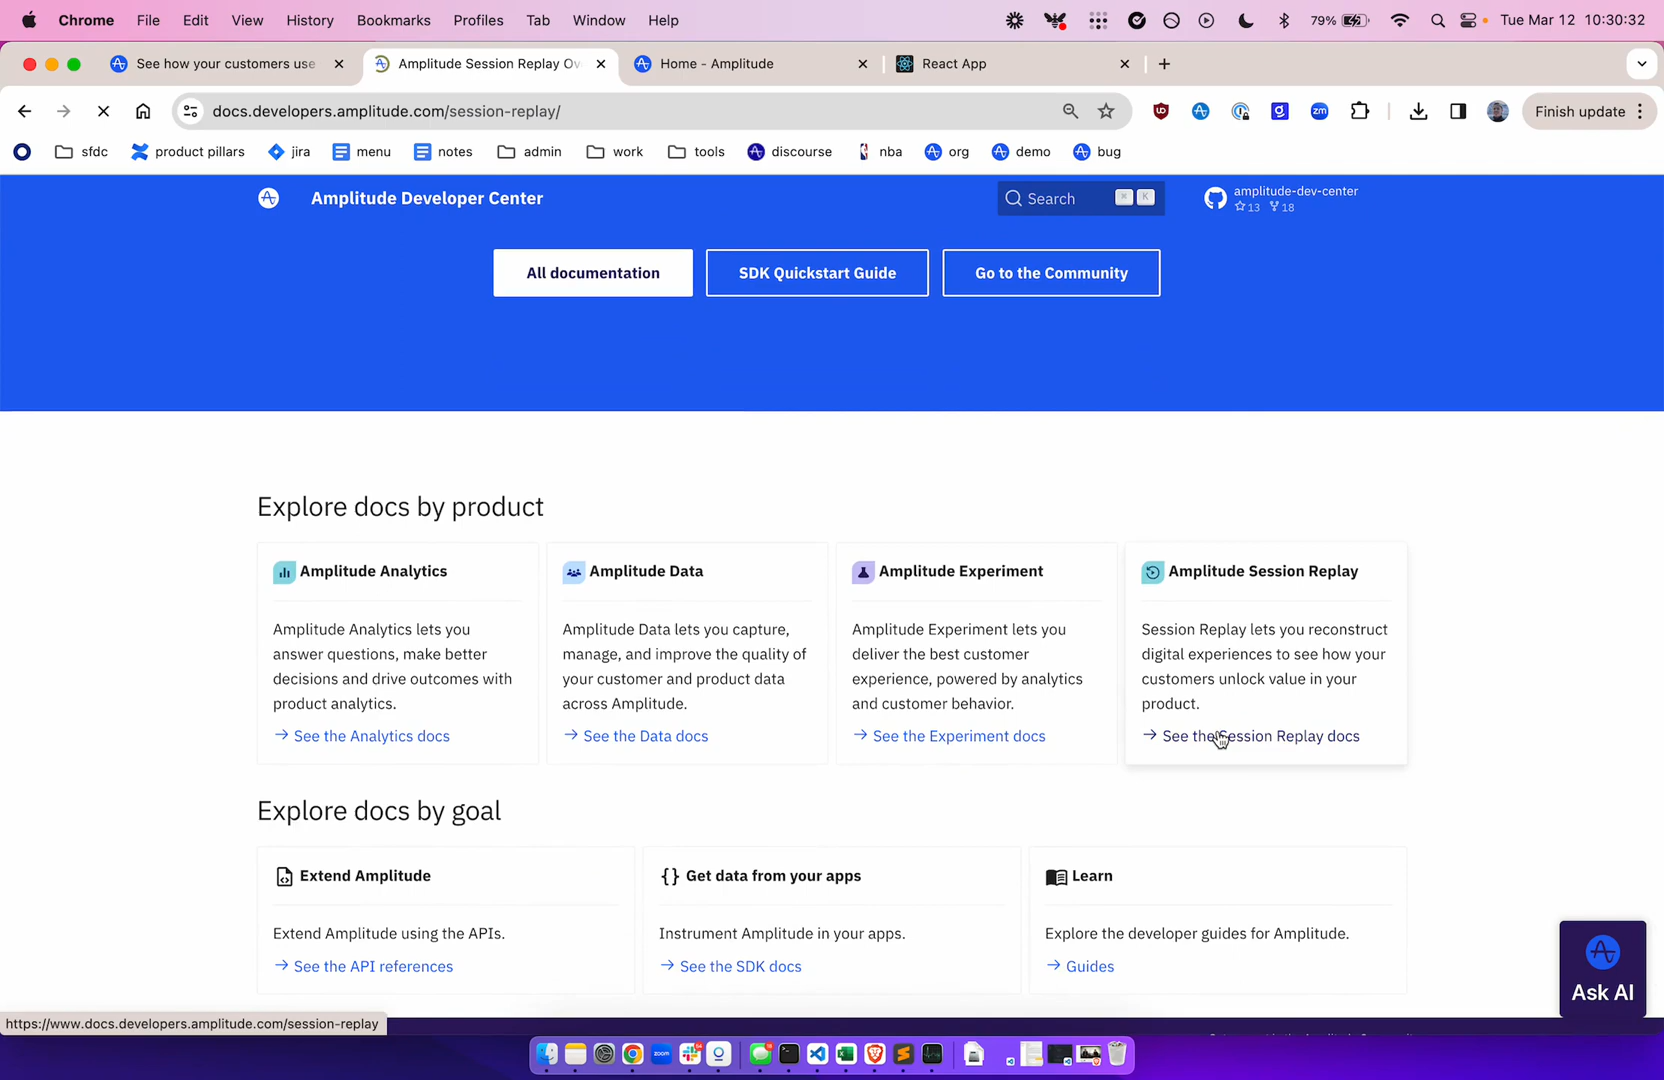 Chrome File Edit View History Bookmarks Profiles Tab Window Help 79% Tue Mar 12 10:30:32
See how your customers use
Amplitude Session Replay Ov
Home - Amplitude
React App
docs.developers.amplitude.com/session-replay/
Finish update
sfdc product pillars jira menu notes admin work tools discourse nba org demo bug
Amplitude Developer Center
Search
K
amplitude-dev-center
13 18
All documentation
SDK Quickstart Guide
Go to the Community
Explore docs by product
Amplitude Analytics
Amplitude Analytics lets you
answer questions, make better
decisions and drive outcomes with
product analytics.
→ See the Analytics docs
Amplitude Data
Amplitude Data lets you capture,
manage, and improve the quality of
your customer and product data
across Amplitude.
→ See the Data docs
Amplitude Experiment
Amplitude Experiment lets you
deliver the best customer
experience, powered by analytics
and customer behavior.
→ See the Experiment docs
Amplitude Session Replay
Session Replay lets you reconstruct
digital experiences to see how your
customers unlock value in your
product.
→ See the Session Replay docs
Explore docs by goal
Extend Amplitude
Extend Amplitude using the APIs.
→ See the API references
{} Get data from your apps
Instrument Amplitude in your apps.
→ See the SDK docs
Learn
Explore the developer guides for Amplitude.
→ Guides
Ask AI
https://www.docs.developers.amplitude.com/session-replay
zoom